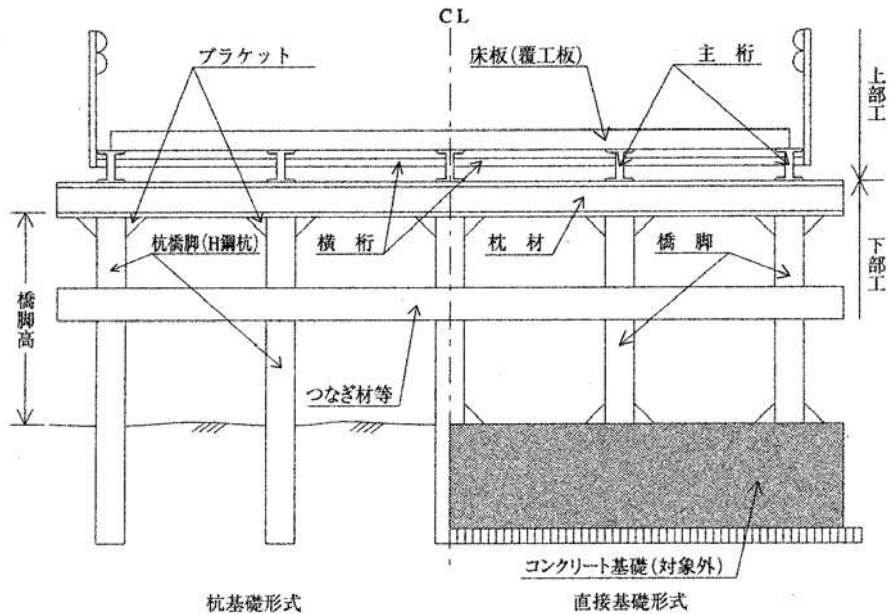 CL
ブラケット
床板(覆工板)
主桁
上部工
杭橋脚(H鋼杭)
横桁
枕材
橋脚
下部工
橋脚高
つなぎ材等
コンクリート基礎(対象外)
杭基礎形式
直接基礎形式